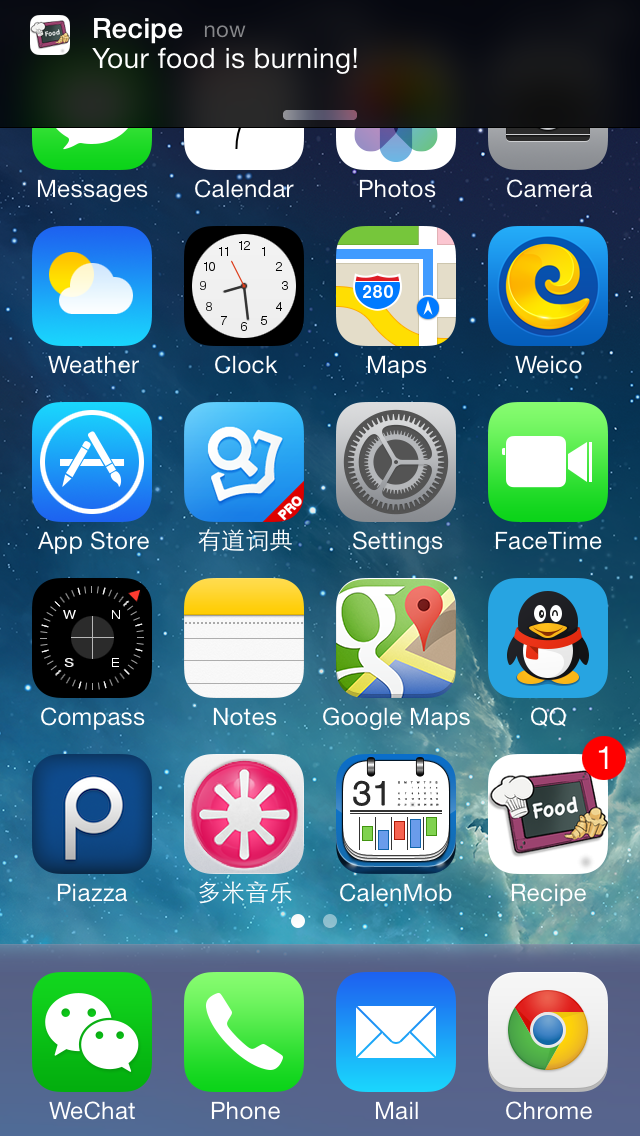 Recipe now
Your food is burning!
Messages Calendar Photos Camera
11 12 1
10 2
9 3
8 4
7 6 5
280
Weather Clock Maps Weico
PRO
App Store 有道词典 Settings FaceTime
W N
S E
Compass Notes Google Maps QQ
1
31
Food
Piazza 多米音乐 CalenMob Recipe
WeChat Phone Mail Chrome